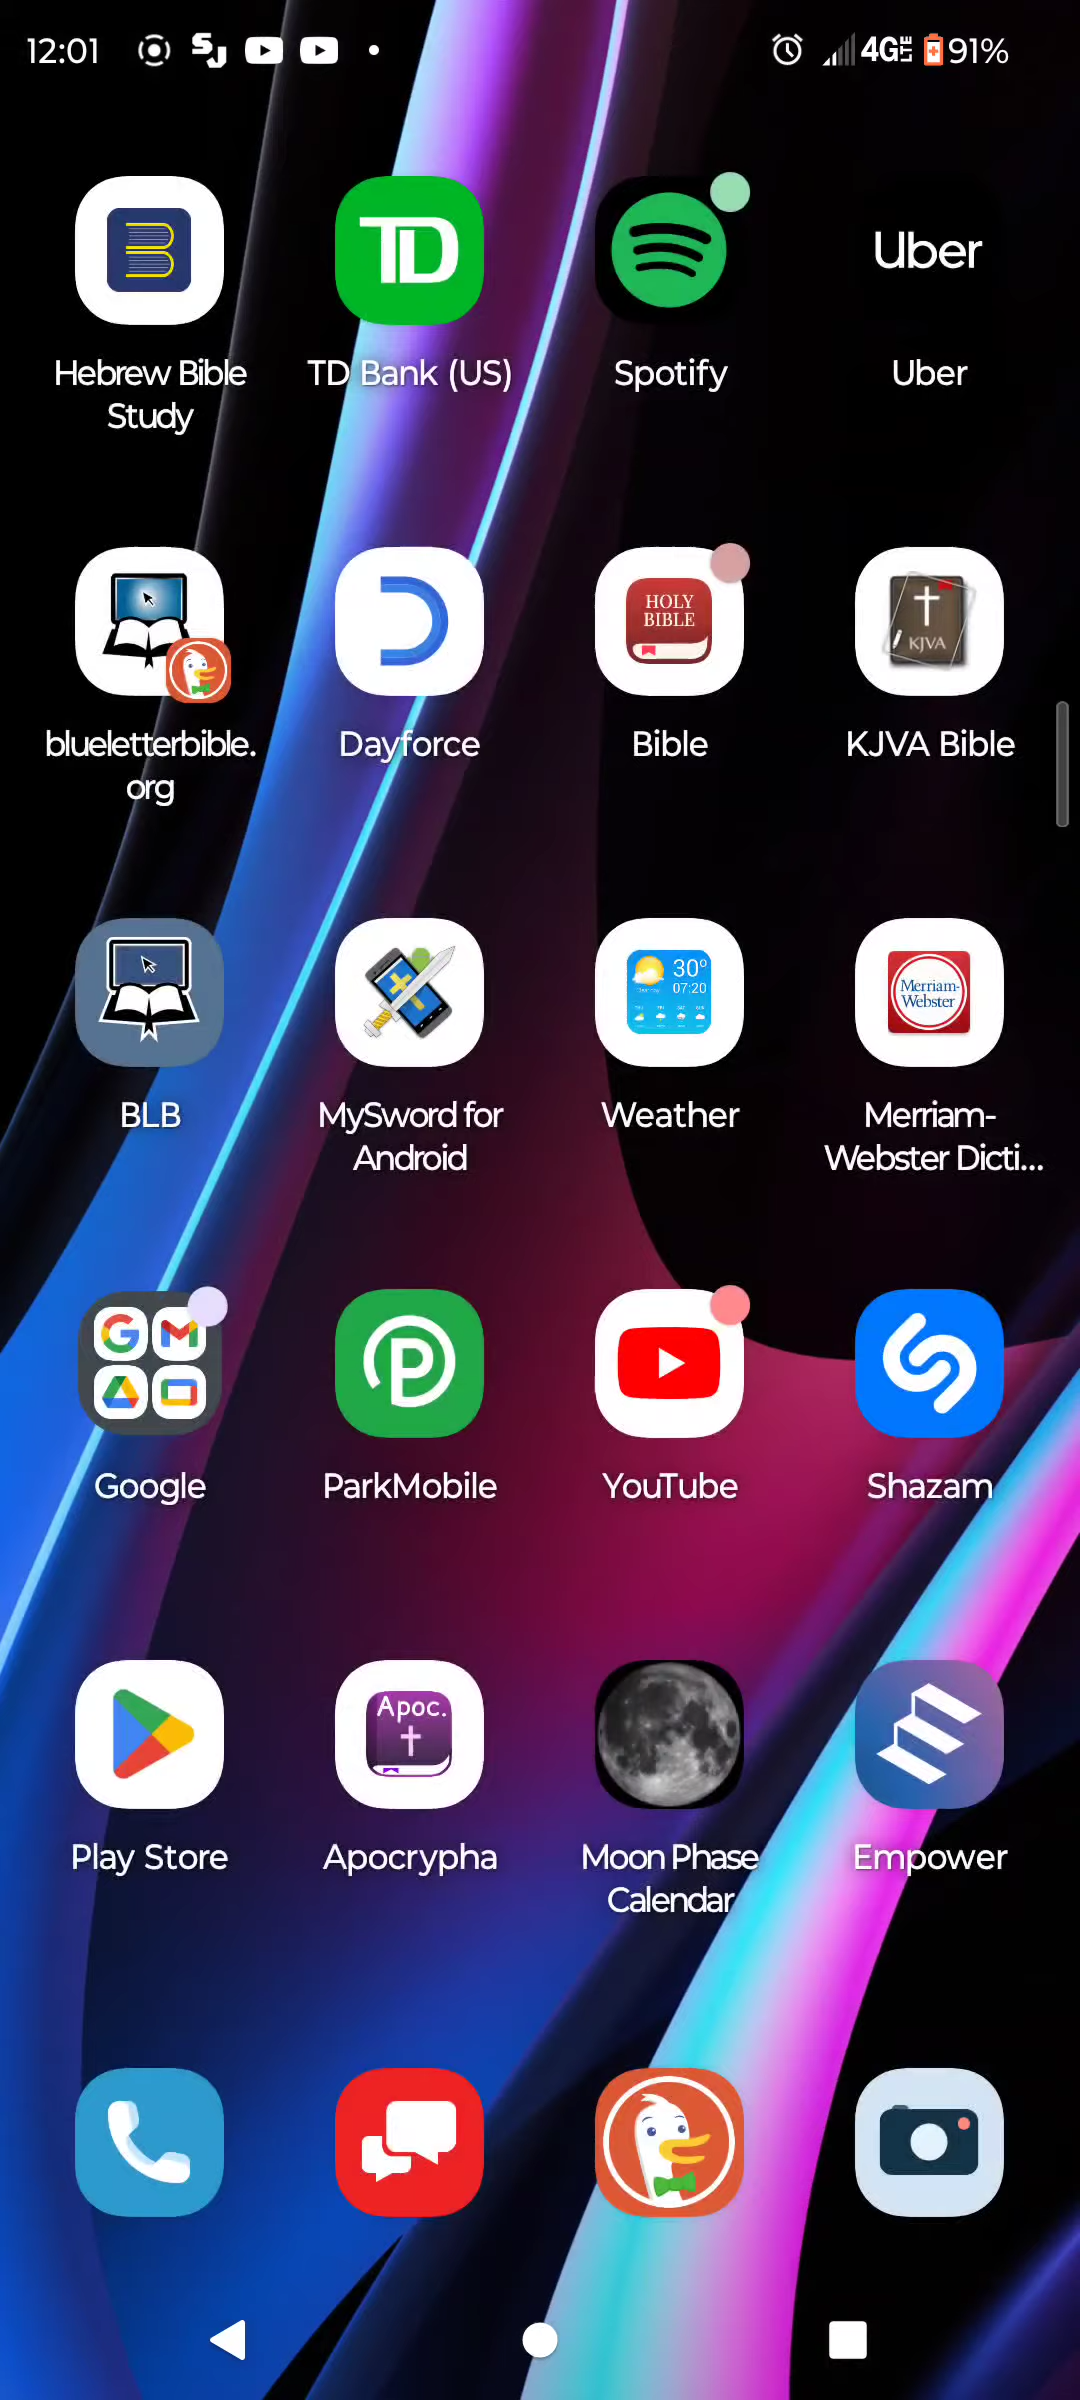 12:01
4G LTE 91%
TD
Uber
Hebrew Bible
Study
TD Bank (US)
Spotify
Uber
HOLY
BIBLE
KJVA
blueletterbible.
org
Dayforce
Bible
KJVA Bible
30°
07:20
Merriam-
Webster
BLB
MySword for
Android
Weather
Merriam-
Webster Dicti...
Google
ParkMobile
YouTube
Shazam
Apoc.
Play Store
Apocrypha
Moon Phase
Calendar
Empower